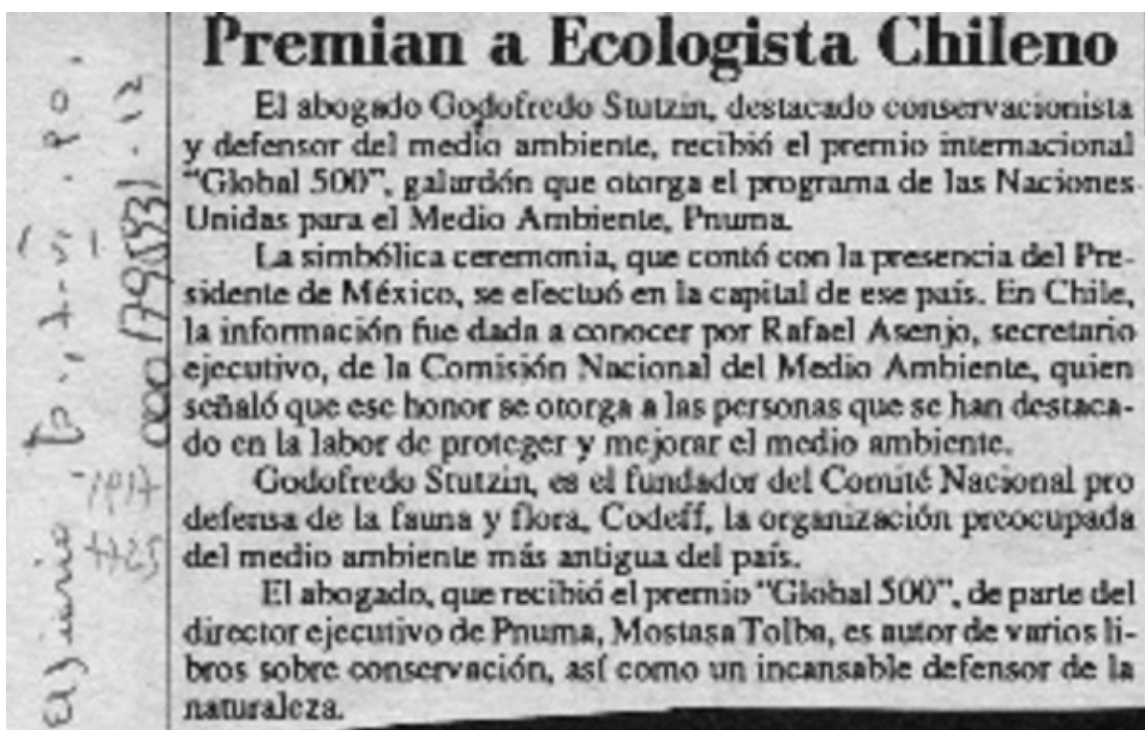 Premian a Ecologista Chileno
El abogado Godofredo Stutzin, destacado conservacionista
y defensor del medio ambiente, recibió el premio internacional
"Global 500", galardón que otorga el programa de las Naciones
Unidas para el Medio Ambiente, Pnuma.
La simbólica ceremonia, que contó con la presencia del Pre-
sidente de México, se efectuó en la capital de ese país. En Chile,
la información fue dada a conocer por Rafael Asenjo, secretario
ejecutivo, de la Comisión Nacional del Medio Ambiente, quien
señaló que ese honor se otorga a las personas que se han destaca-
do en la labor de proteger y mejorar el medio ambiente.
Godofredo Stutzin, es el fundador del Comité Nacional pro
defensa de la fauna y flora, Codeff, la organización preocupada
del medio ambiente más antigua del país.
El abogado, que recibió el premio "Global 500", de parte del
director ejecutivo de Pnuma, Mostasa Tolba, es autor de varios li-
bros sobre conservación, así como un incansable defensor de la
naturaleza.